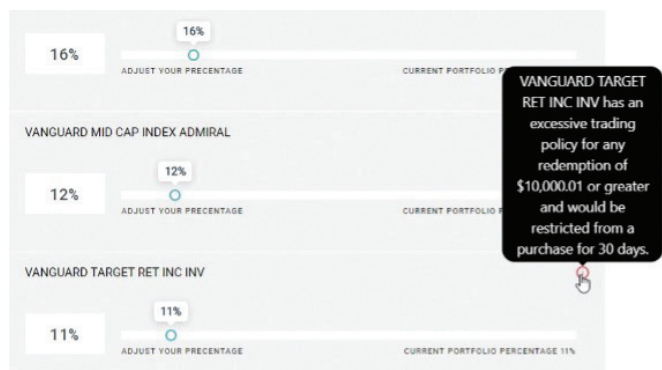 16%
16%
ADJUST YOUR PRECENTAGE
CURRENT PORTFOLIO
VANGUARD MID CAP INDEX ADMIRAL
12%
12%
ADJUST YOUR PRECENTAGE
CURRENT PORTFOLIO
VANGUARD TARGET
RET INC INV has an
excessive trading
policy for any
redemption of
$10,000.01 or greater
and would be
restricted from a
purchase for 30 days.
VANGUARD TARGET RET INC INV
11%
11%
ADJUST YOUR PRECENTAGE
CURRENT PORTFOLIO PERCENTAGE 11%